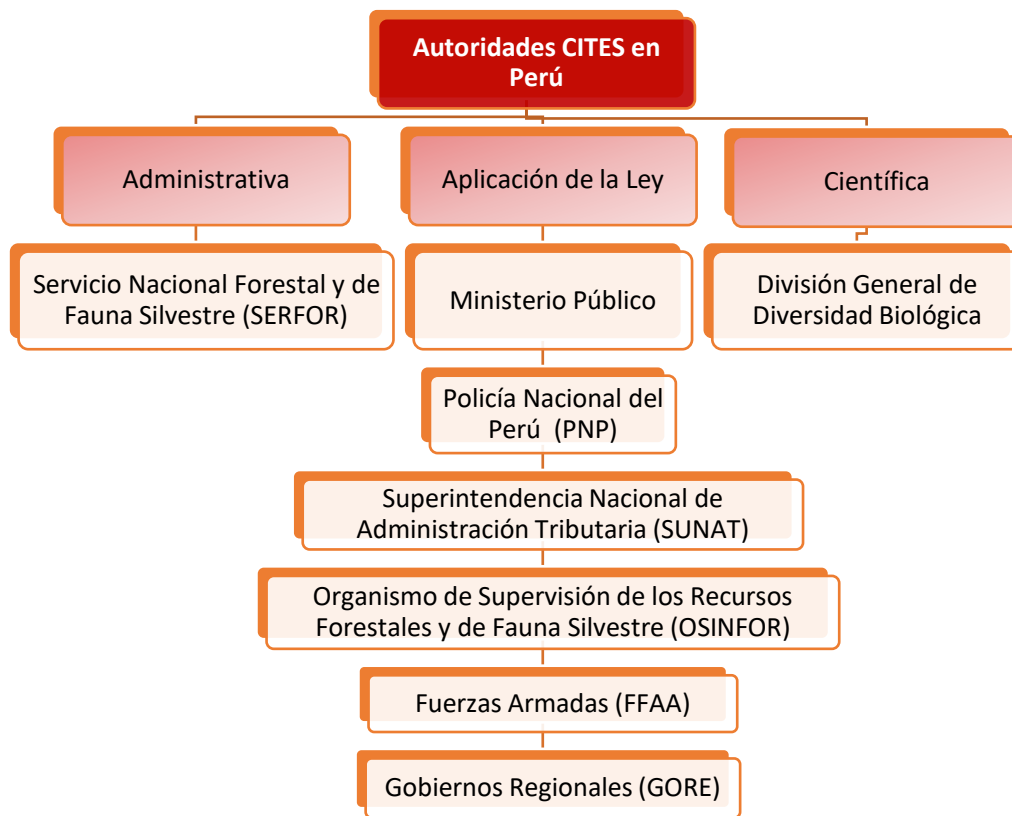 Autoridades CITES en
Perú
Administrativa
Aplicación de la Ley
Científica
Servicio Nacional Forestal y de
Fauna Silvestre (SERFOR)
Ministerio Público
División General de
Diversidad Biológica
Policía Nacional del
Perú (PNP)
Superintendencia Nacional de
Administración Tributaria (SUNAT)
Organismo de Supervisión de los Recursos
Forestales y de Fauna Silvestre (OSINFOR)
Fuerzas Armadas (FFAA)
Gobiernos Regionales (GORE)